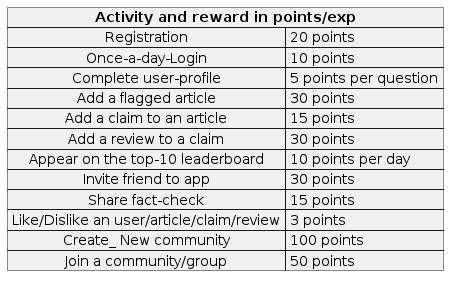 Activity and reward in points/exp
Registration 20 points
Once-a-day-Login 10 points
Complete user-profile 5 points per question
Add a flagged article 30 points
Add a claim to an article 15 points
Add a review to a claim 30 points
Appear on the top-10 leaderboard 10 points per day
Invite friend to app 30 points
Share fact-check 15 points
Like/Dislike an user/article/claim/review 3 points
Create_ New community 100 points
Join a community/group 50 points